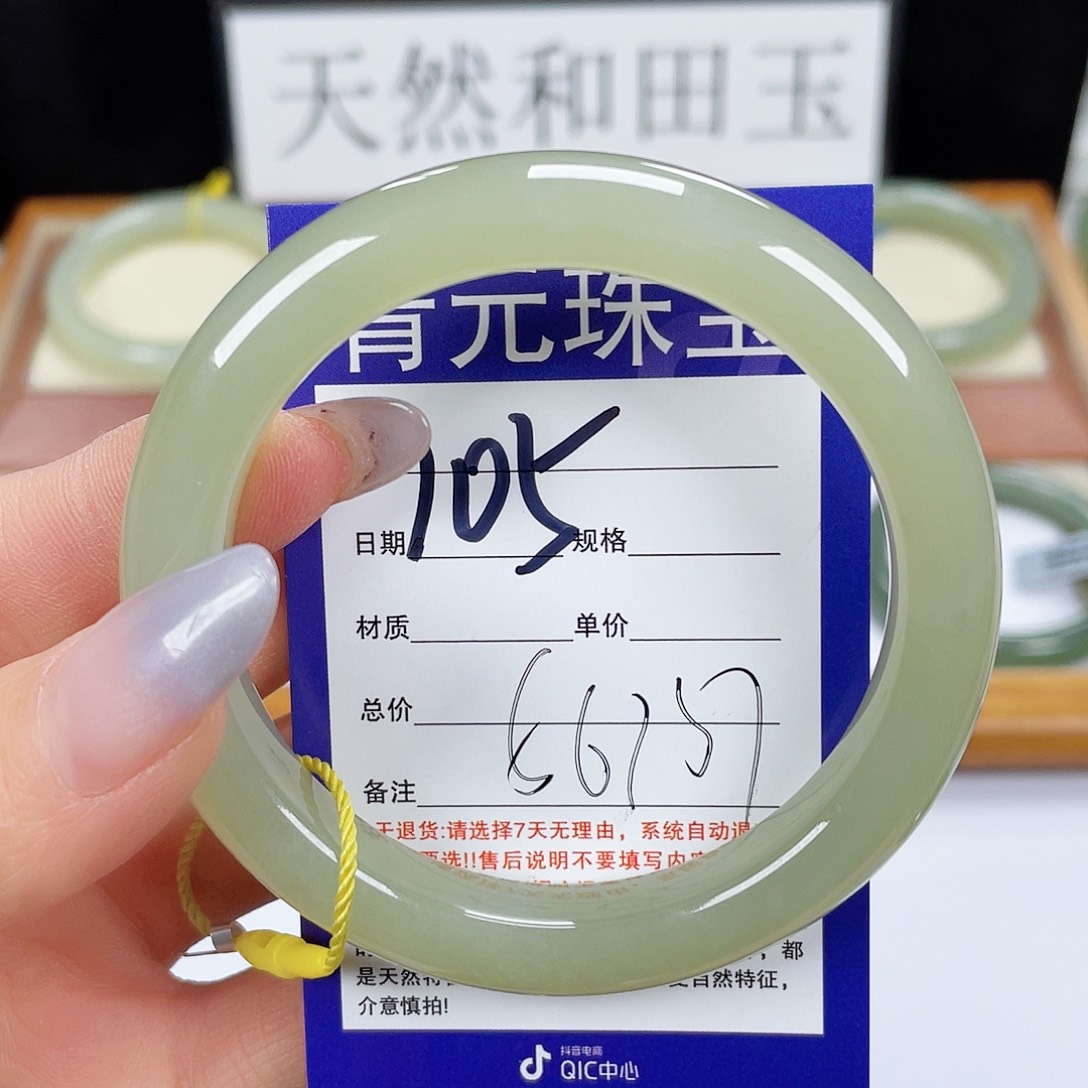 天然和田玉
元珠
105
日期 规格
材质 单价
总价
备注
退货:请选择7天无理由，系统自动退
要选!!售后说明不要填写内容
，都
是天然 自然特征，
介意慎拍!
抖音电商
QIC中心